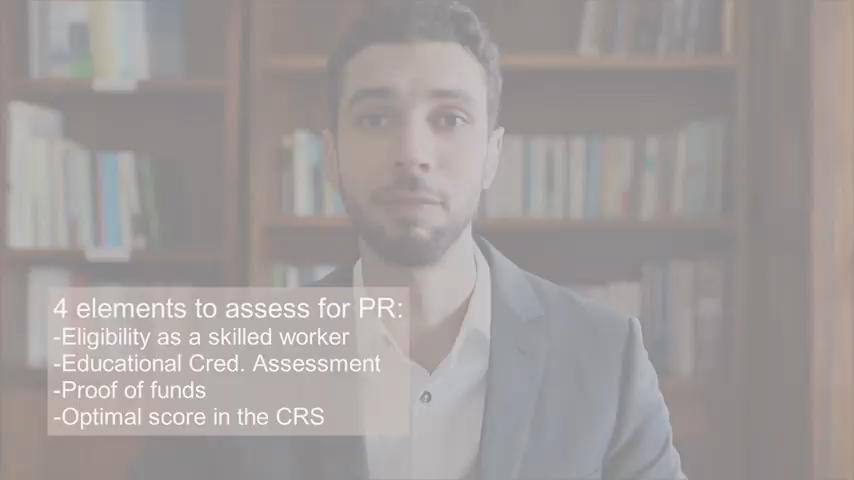 4 elements to assess for PR:
-Eligibility as a skilled worker
-Educational Cred. Assessment
-Proof of funds
-Optimal score in the CRS